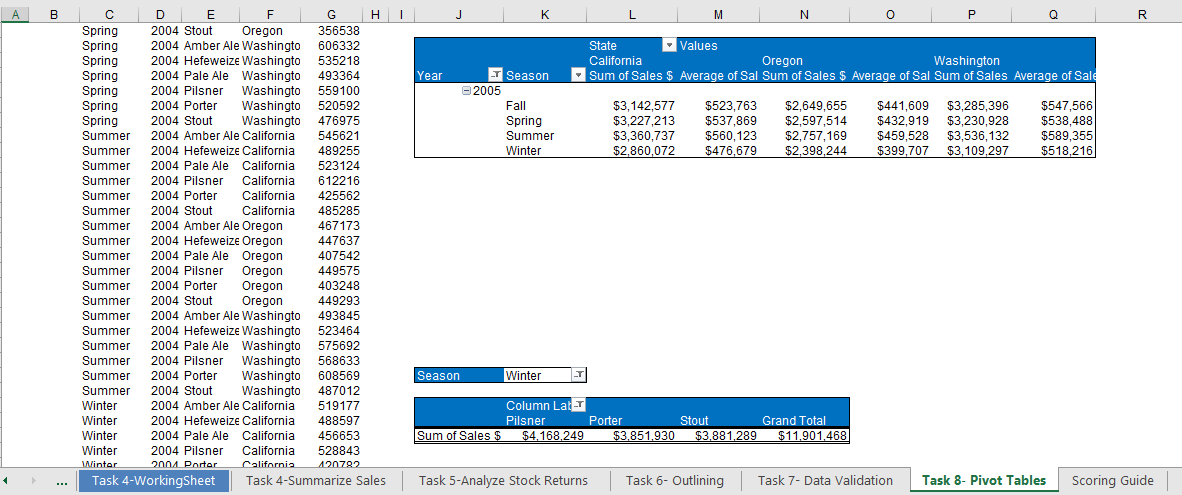 A B C D E F G H I J K L M N O P Q R
Spring 2004 Stout Oregon 356538
Spring 2004 Amber Ale Washingto 606332
Spring 2004 Hefeweize Washingto 535218
Spring 2004 Pale Ale Washingto 493364
Spring 2004 Pilsner Washingto 559100
Spring 2004 Porter Washingto 520592
Spring 2004 Stout Washingto 476975
Summer 2004 Amber Ale California 545621
Summer 2004 Hefeweize California 489255
Summer 2004 Pale Ale California 523124
Summer 2004 Pilsner California 612216
Summer 2004 Porter California 425562
Summer 2004 Stout California 485285
Summer 2004 Amber Ale Oregon 467173
Summer 2004 Hefeweize Oregon 447637
Summer 2004 Pale Ale Oregon 407542
Summer 2004 Pilsner Oregon 449575
Summer 2004 Porter Oregon 403248
Summer 2004 Stout Oregon 449293
Summer 2004 Amber Ale Washingto 493845
Summer 2004 Hefeweize Washingto 523464
Summer 2004 Pale Ale Washingto 575692
Summer 2004 Pilsner Washingto 568633
Summer 2004 Porter Washingto 608569
Summer 2004 Stout Washingto 487012
Winter 2004 Amber Ale California 519177
Winter 2004 Hefeweize California 488597
Winter 2004 Pale Ale California 456653
Winter 2004 Pilsner California 528843
Winter 2004 Porter California 420782
State Values
California Oregon Washington
Year Season Sum of Sales $ Average of Sal Sum of Sales $ Average of Sal Sum of Sales Average of Sale
2005
Fall $3,142,577 $523,763 $2,649,655 $441,609 $3,285,396 $547,566
Spring $3,227,213 $537,869 $2,597,514 $432,919 $3,230,928 $538,488
Summer $3,360,737 $560,123 $2,757,169 $459,528 $3,536,132 $589,355
Winter $2,860,072 $476,679 $2,398,244 $399,707 $3,109,297 $518,216
Season Winter
Column Lab
Pilsner Porter Stout Grand Total
Sum of Sales $ $4,168,249 $3,851,930 $3,881,289 $11,901,468
... Task 4-WorkingSheet Task 4-Summarize Sales Task 5-Analyze Stock Returns Task 6- Outlining Task 7- Data Validation Task 8- Pivot Tables Scoring Guide